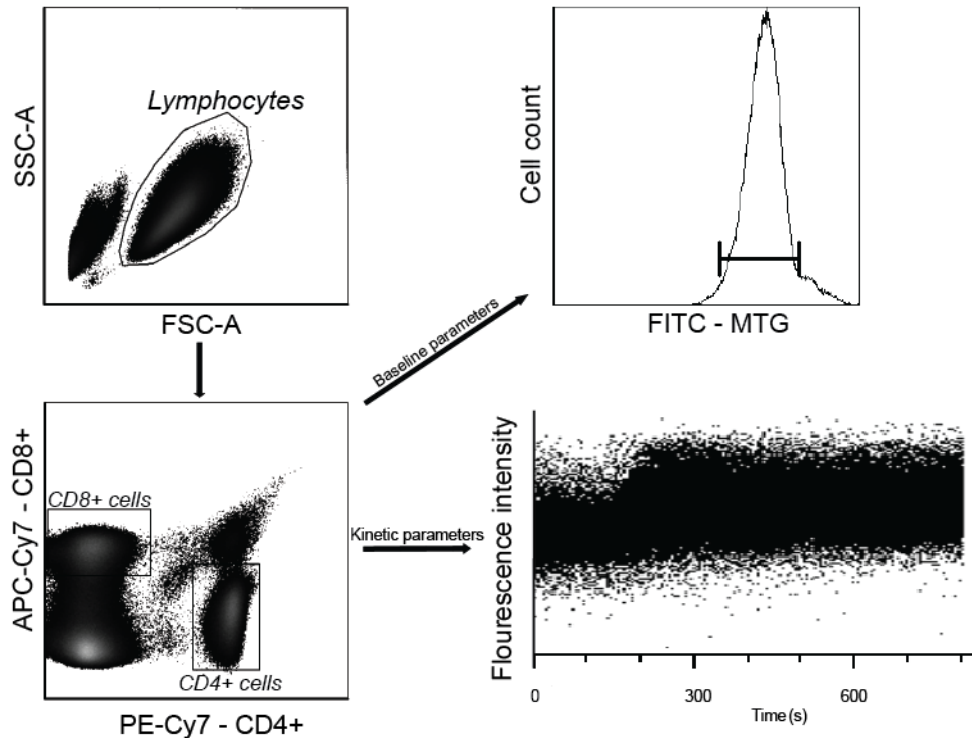 Lymphocytes
SSC-A
FSC-A
Cell count
FITC - MTG
Baseline parameters
APC-Cy7 - CD8+
CD8+ cells
CD4+ cells
PE-Cy7 - CD4+
Kinetic parameters
Flourescence intensity
0
300
600
Time (s)